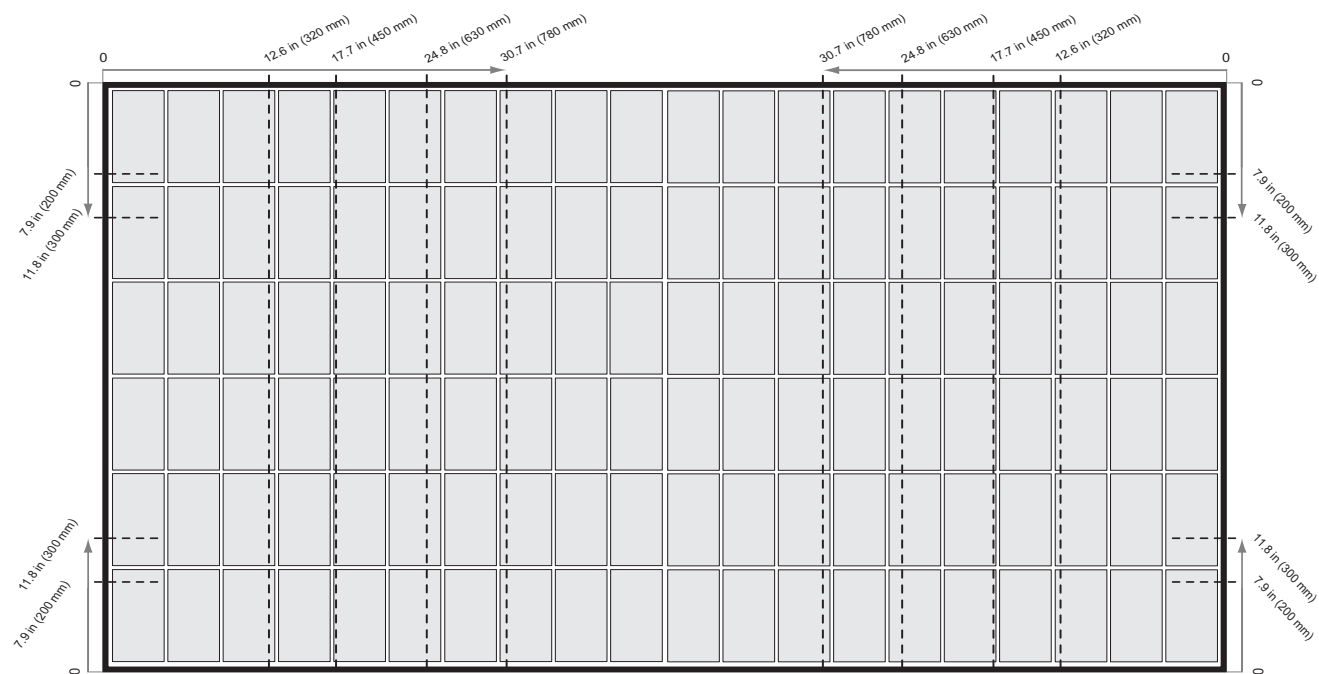 0
12.6 in (320 mm)
17.7 in (450 mm)
24.8 in (630 mm)
30.7 in (780 mm)
30.7 in (780 mm)
24.8 in (630 mm)
17.7 in (450 mm)
12.6 in (320 mm)
0
0
0
7.9 in (200 mm)
11.8 in (300 mm)
7.9 in (200 mm)
11.8 in (300 mm)
11.8 in (300 mm)
7.9 in (200 mm)
11.8 in (300 mm)
7.9 in (200 mm)
0
0